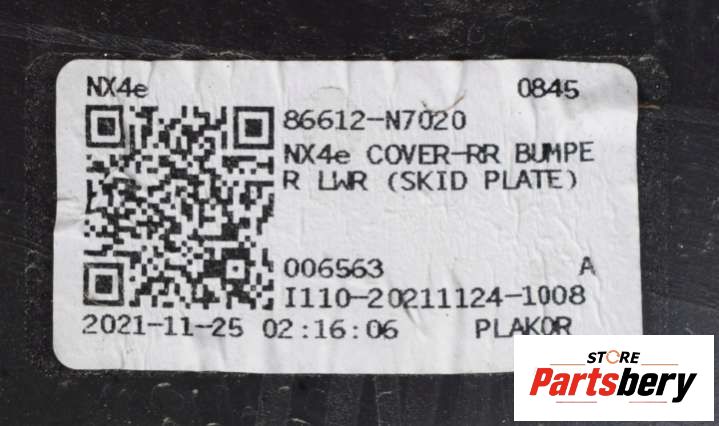 NX4e 0845
86612-N7020
NX4e COVER-RR BUMPE
R LWR (SKID PLATE)
006563 A
I110-20211124-1008
2021-11-25 02:16:06 PLAKOR
STORE
Partsbery